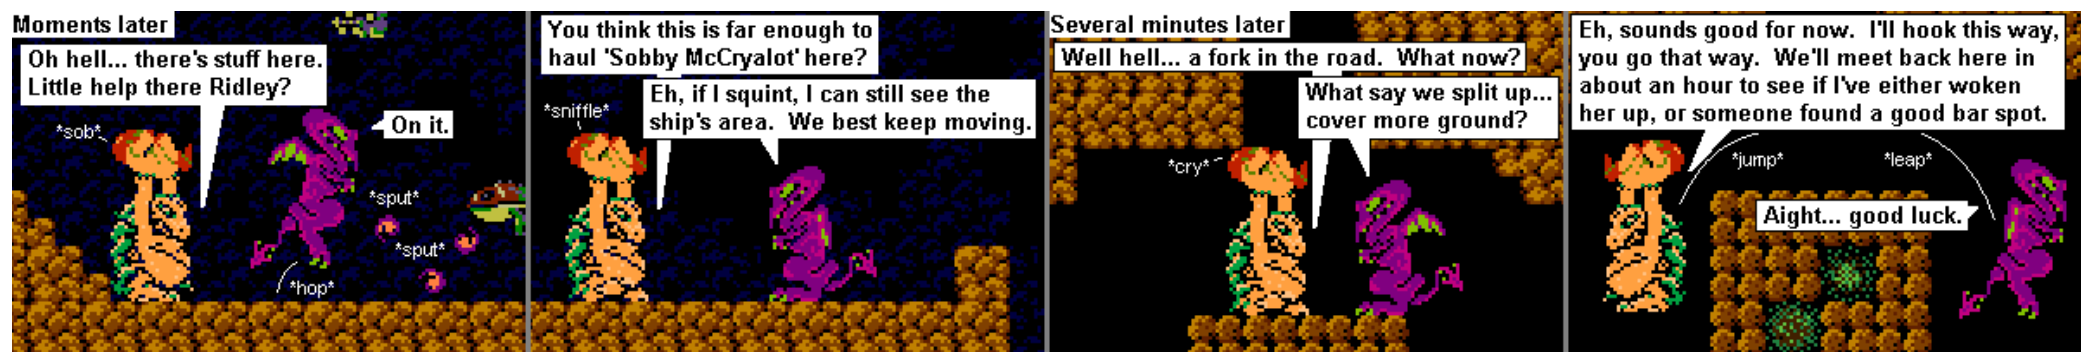 Moments later
Oh hell... there's stuff here.
Little help there Ridley?
*sob*
On it.
*sput*
*sput*
*hop*
You think this is far enough to
haul 'Sobby McCryalot' here?
Eh, if I squint, I can still see the
ship's area.  We best keep moving.
*sniffle*
Several minutes later
Well hell... a fork in the road.  What now?
What say we split up...
cover more ground?
*cry*
Eh, sounds good for now.  I'll hook this way,
you go that way.  We'll meet back here in
about an hour to see if I've either woken
her up, or someone found a good bar spot.
*jump*
*leap*
Aight... good luck.